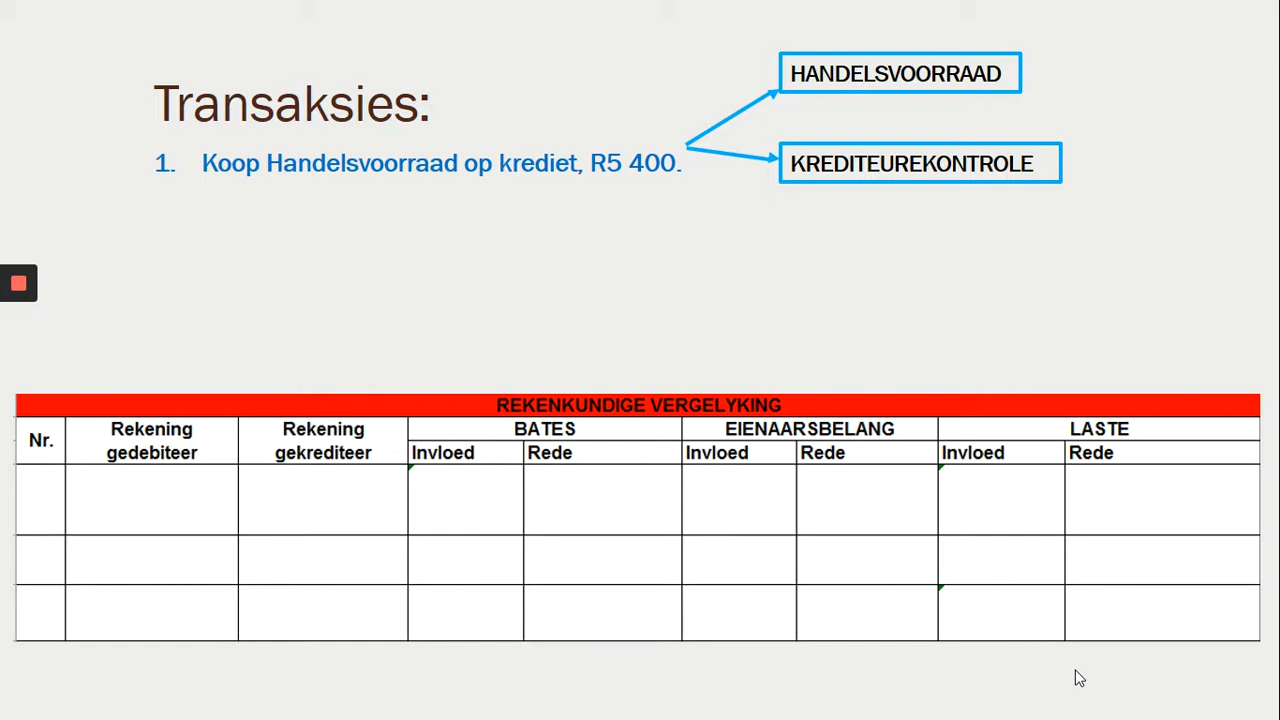 HANDELSVOORRAAD
Transaksies:
1. Koop Handelsvoorraad op krediet, R5 400.
KREDITEUREKONTROLE
REKENKUNDIGE VERGELYKING
Nr.
Rekening gedebiteer
Rekening gekrediteer
BATES
EIENAARSBELANG
LASTE
Invloed
Rede
Invloed
Rede
Invloed
Rede